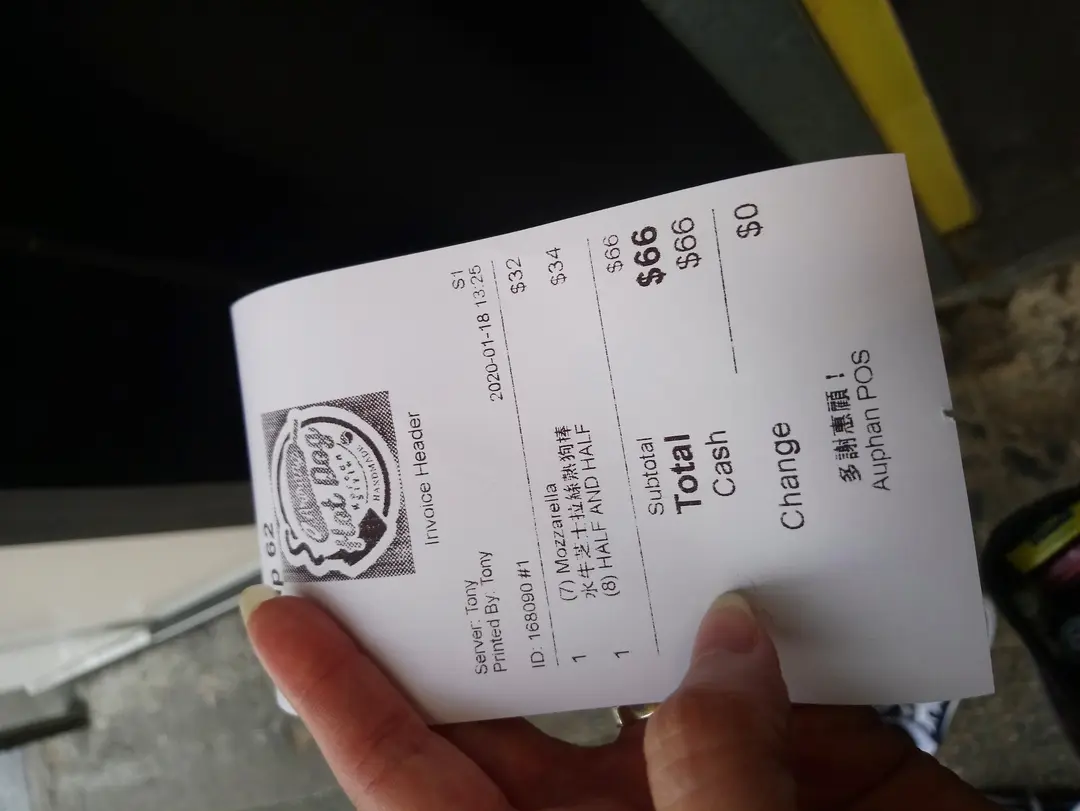 P 62
Hot Dog
HANDMADE
Invoice Header
Server: Tony S1
Printed By: Tony 2020-01-18 13:25
ID: 168090 #1
1 (7) Mozzarella $32
水牛芝士拉絲熱狗棒
1 (8) HALF AND HALF $34
Subtotal $66
Total $66
Cash $66
Change $0
多謝惠顧！
Auphan POS